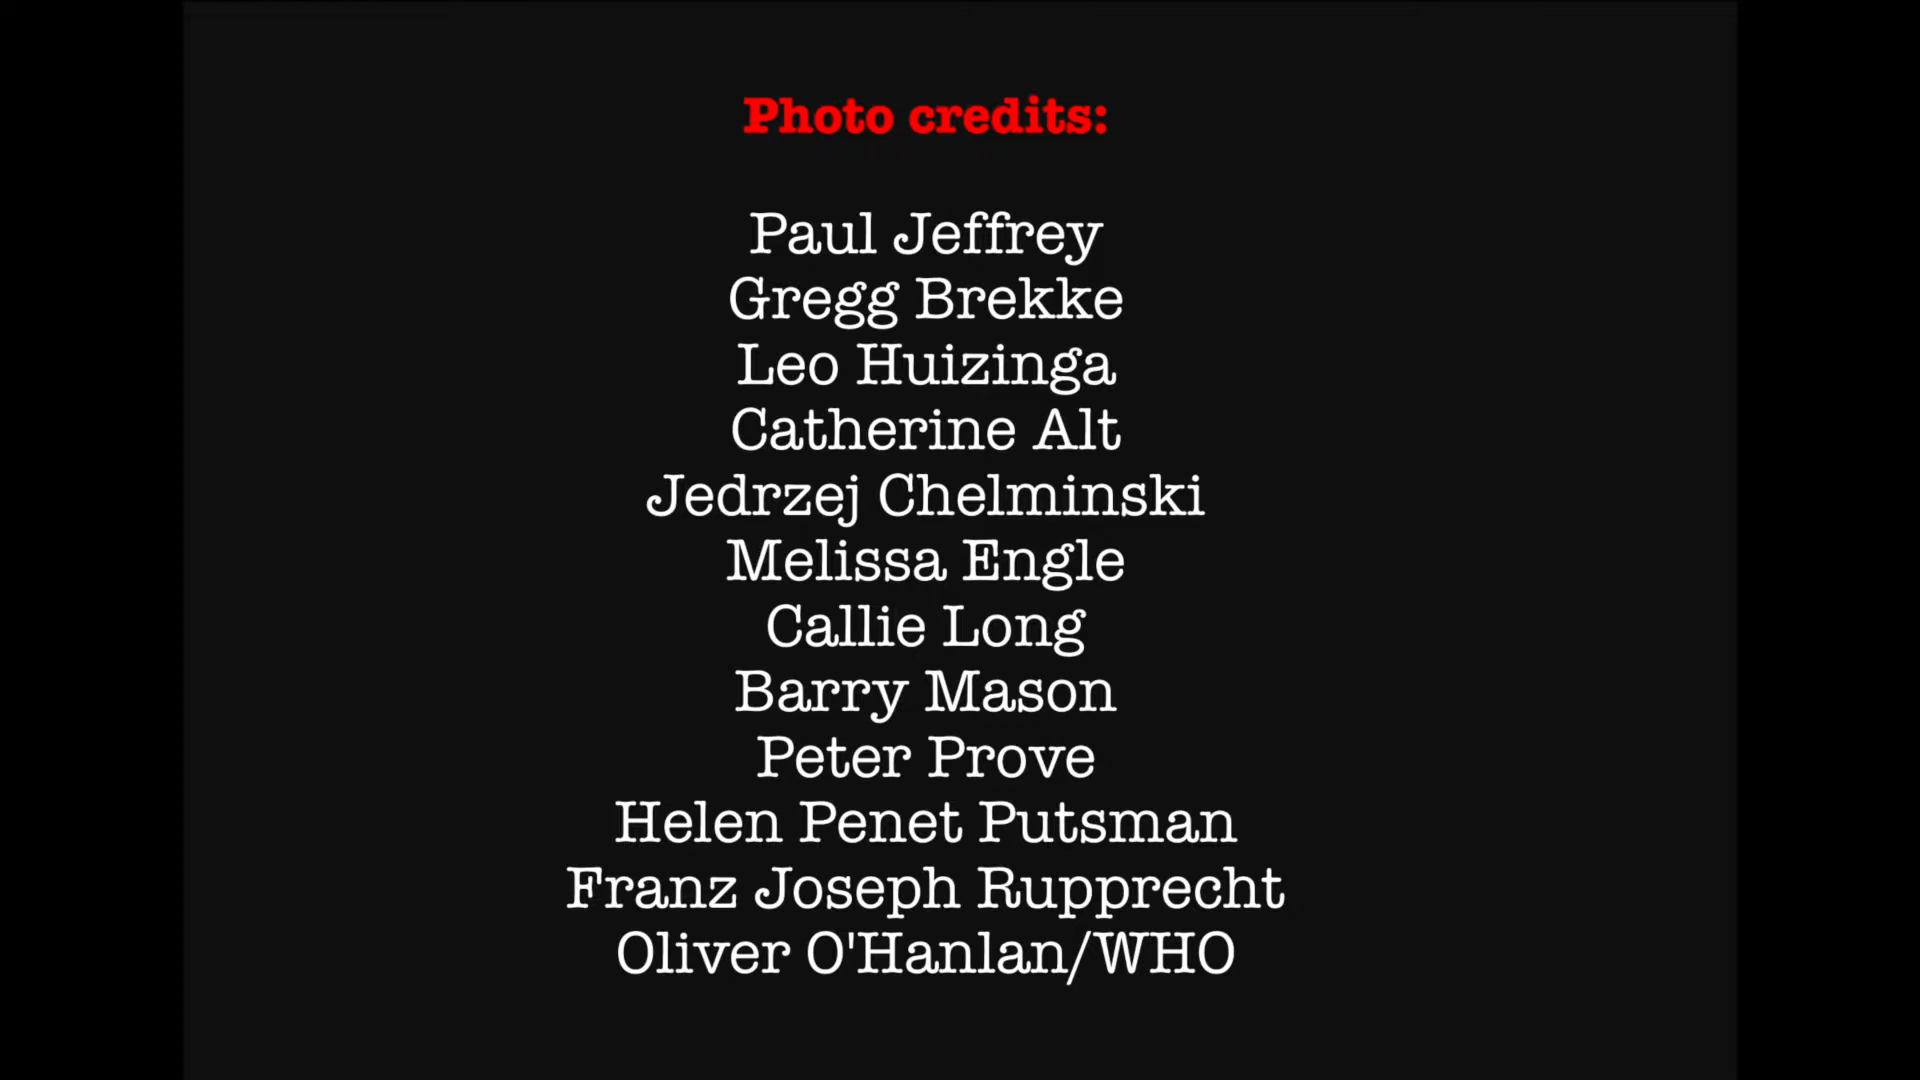 Photo credits:
Paul Jeffrey
Gregg Brekke
Leo Huizinga
Catherine Alt
Jedrzej Chelminski
Melissa Engle
Callie Long
Barry Mason
Peter Prove
Helen Penet Putsman
Franz Joseph Rupprecht
Oliver O'Hanlan/WHO